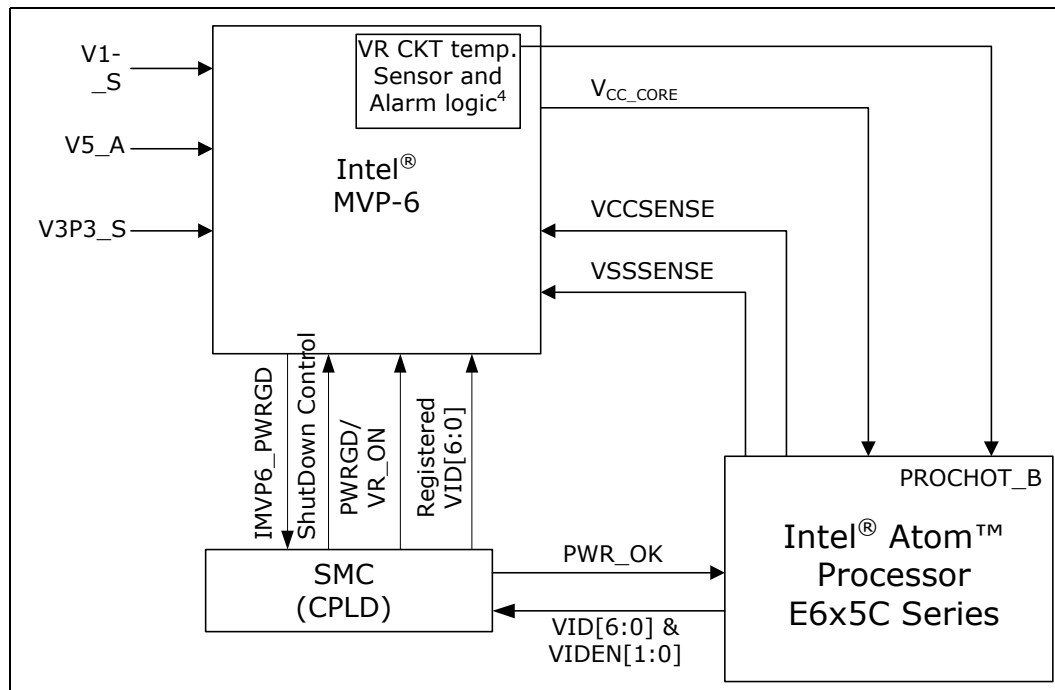 V1-
_S
V5_A
V3P3_S
VR CKT temp.
Sensor and
Alarm logic⁴
Intel®
MVP-6
V_CC_CORE
VCCSENSE
VSSSENSE
IMVP6_PWRGD
ShutDown Control
PWRGD/
VR_ON
Registered
VID[6:0]
PROCHOT_B
Intel® Atom™
Processor
E6x5C Series
SMC
(CPLD)
PWR_OK
VID[6:0] &
VIDEN[1:0]